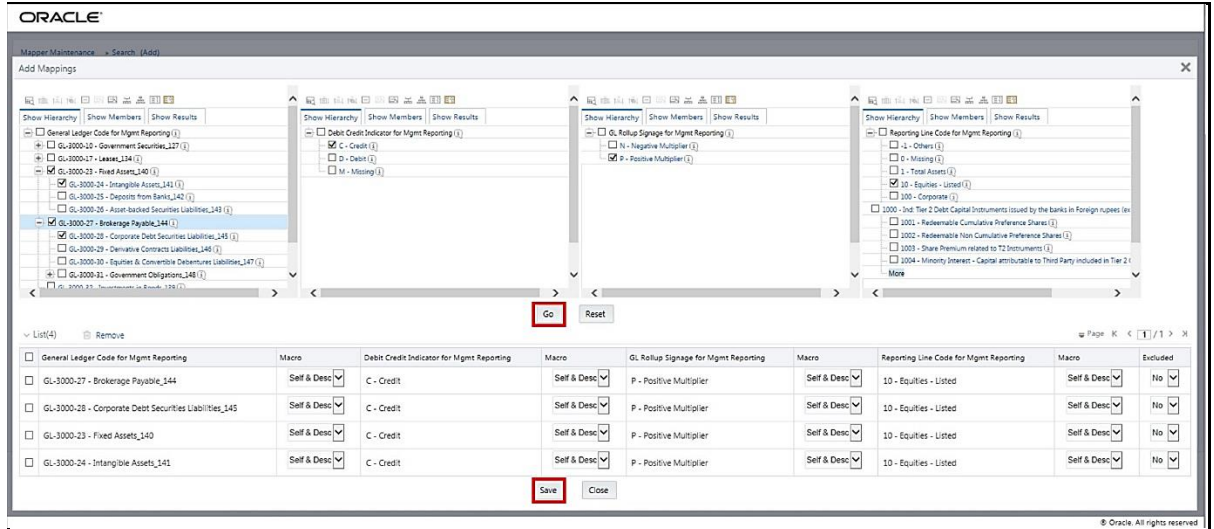 ORACLE
Mapper Maintenance » Search (Add)
Add Mappings
Show Hierarchy Show Members Show Results
General Ledger Code for Mgmt Reporting
GL-3000-10 - Government Securities_127
GL-3000-17 - Leases_134
GL-3000-23 - Fixed Assets_140
GL-3000-24 - Intangible Assets_141
GL-3000-25 - Deposits from Banks_142
GL-3000-26 - Asset-backed Securities Liabilities_143
GL-3000-27 - Brokerage Payable_144
GL-3000-28 - Corporate Debt Securities Liabilities_145
GL-3000-29 - Derivative Contracts Liabilities_146
GL-3000-30 - Equities & Convertible Debentures Liabilities_147
GL-3000-31 - Government Obligations_148
GL-3000-32 - Investments in Bonds_139
Show Hierarchy Show Members Show Results
Debit Credit Indicator for Mgmt Reporting
C - Credit
D - Debit
M - Missing
Show Hierarchy Show Members Show Results
GL Rollup Signage for Mgmt Reporting
N - Negative Multiplier
P - Positive Multiplier
Show Hierarchy Show Members Show Results
Reporting Line Code for Mgmt Reporting
-1 - Others
0 - Missing
1 - Total Assets
10 - Equities - Listed
100 - Corporate
1000 - Ind: Tier 2 Debt Capital Instruments issued by the banks in Foreign rupees (ex
1001 - Redeemable Cumulative Preference Shares
1002 - Redeemable Non Cumulative Preference Shares
1003 - Share Premium related to T2 Instruments
1004 - Minority Interest - Capital attributable to Third Party included in Tier 2
More
Go Reset
List(4) Remove Page 1 / 1
General Ledger Code for Mgmt Reporting Macro Debit Credit Indicator for Mgmt Reporting Macro GL Rollup Signage for Mgmt Reporting Macro Reporting Line Code for Mgmt Reporting Macro Excluded
GL-3000-27 - Brokerage Payable_144 Self & Desc C - Credit Self & Desc P - Positive Multiplier Self & Desc 10 - Equities - Listed Self & Desc No
GL-3000-28 - Corporate Debt Securities Liabilities_145 Self & Desc C - Credit Self & Desc P - Positive Multiplier Self & Desc 10 - Equities - Listed Self & Desc No
GL-3000-23 - Fixed Assets_140 Self & Desc C - Credit Self & Desc P - Positive Multiplier Self & Desc 10 - Equities - Listed Self & Desc No
GL-3000-24 - Intangible Assets_141 Self & Desc C - Credit Self & Desc P - Positive Multiplier Self & Desc 10 - Equities - Listed Self & Desc No
Save Close
© Oracle. All rights reserved